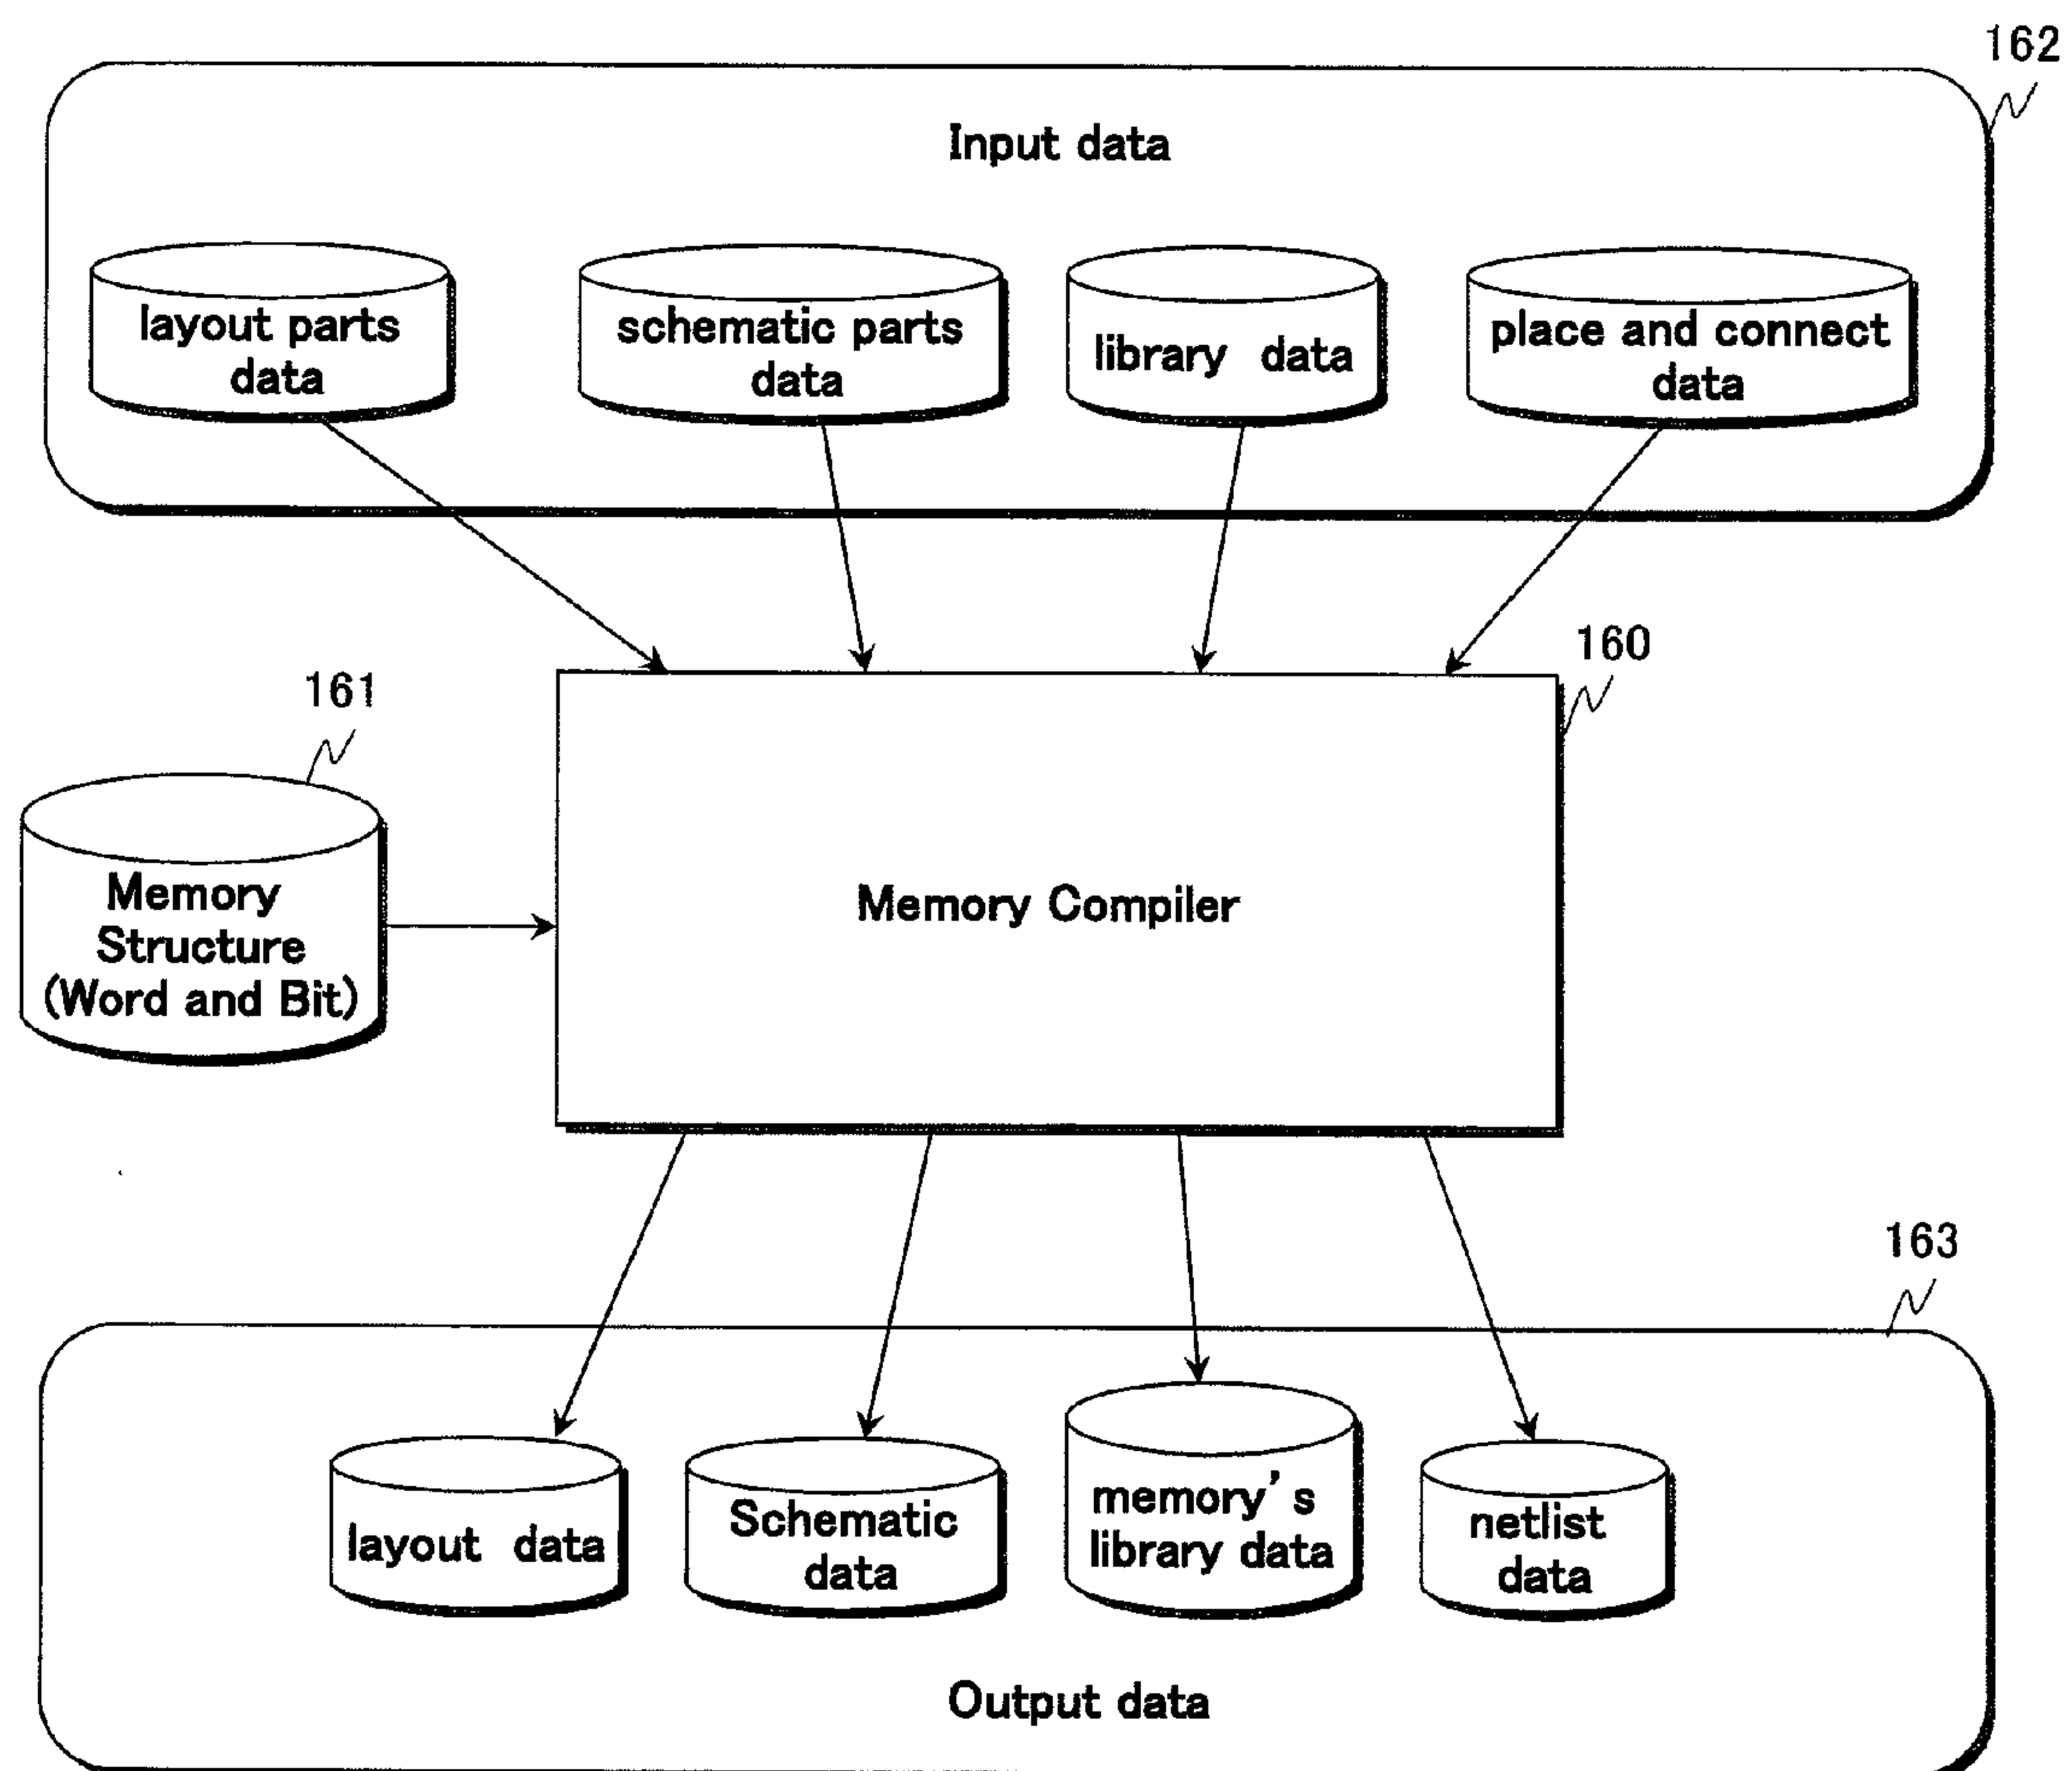 162
Input data
layout parts
data
schematic parts
data
library data
place and connect
data
160
161
Memory
Structure
(Word and Bit)
Memory Compiler
163
layout data
Schematic
data
memory's
library data
netlist
data
Output data